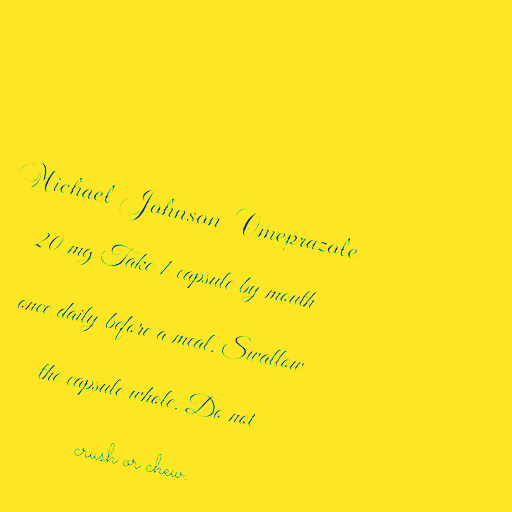 Michael Johnson Omeprazole
20 mg Take 1 capsule by mouth
once daily before a meal. Swallow
the capsule whole. Do not
crush or chew.